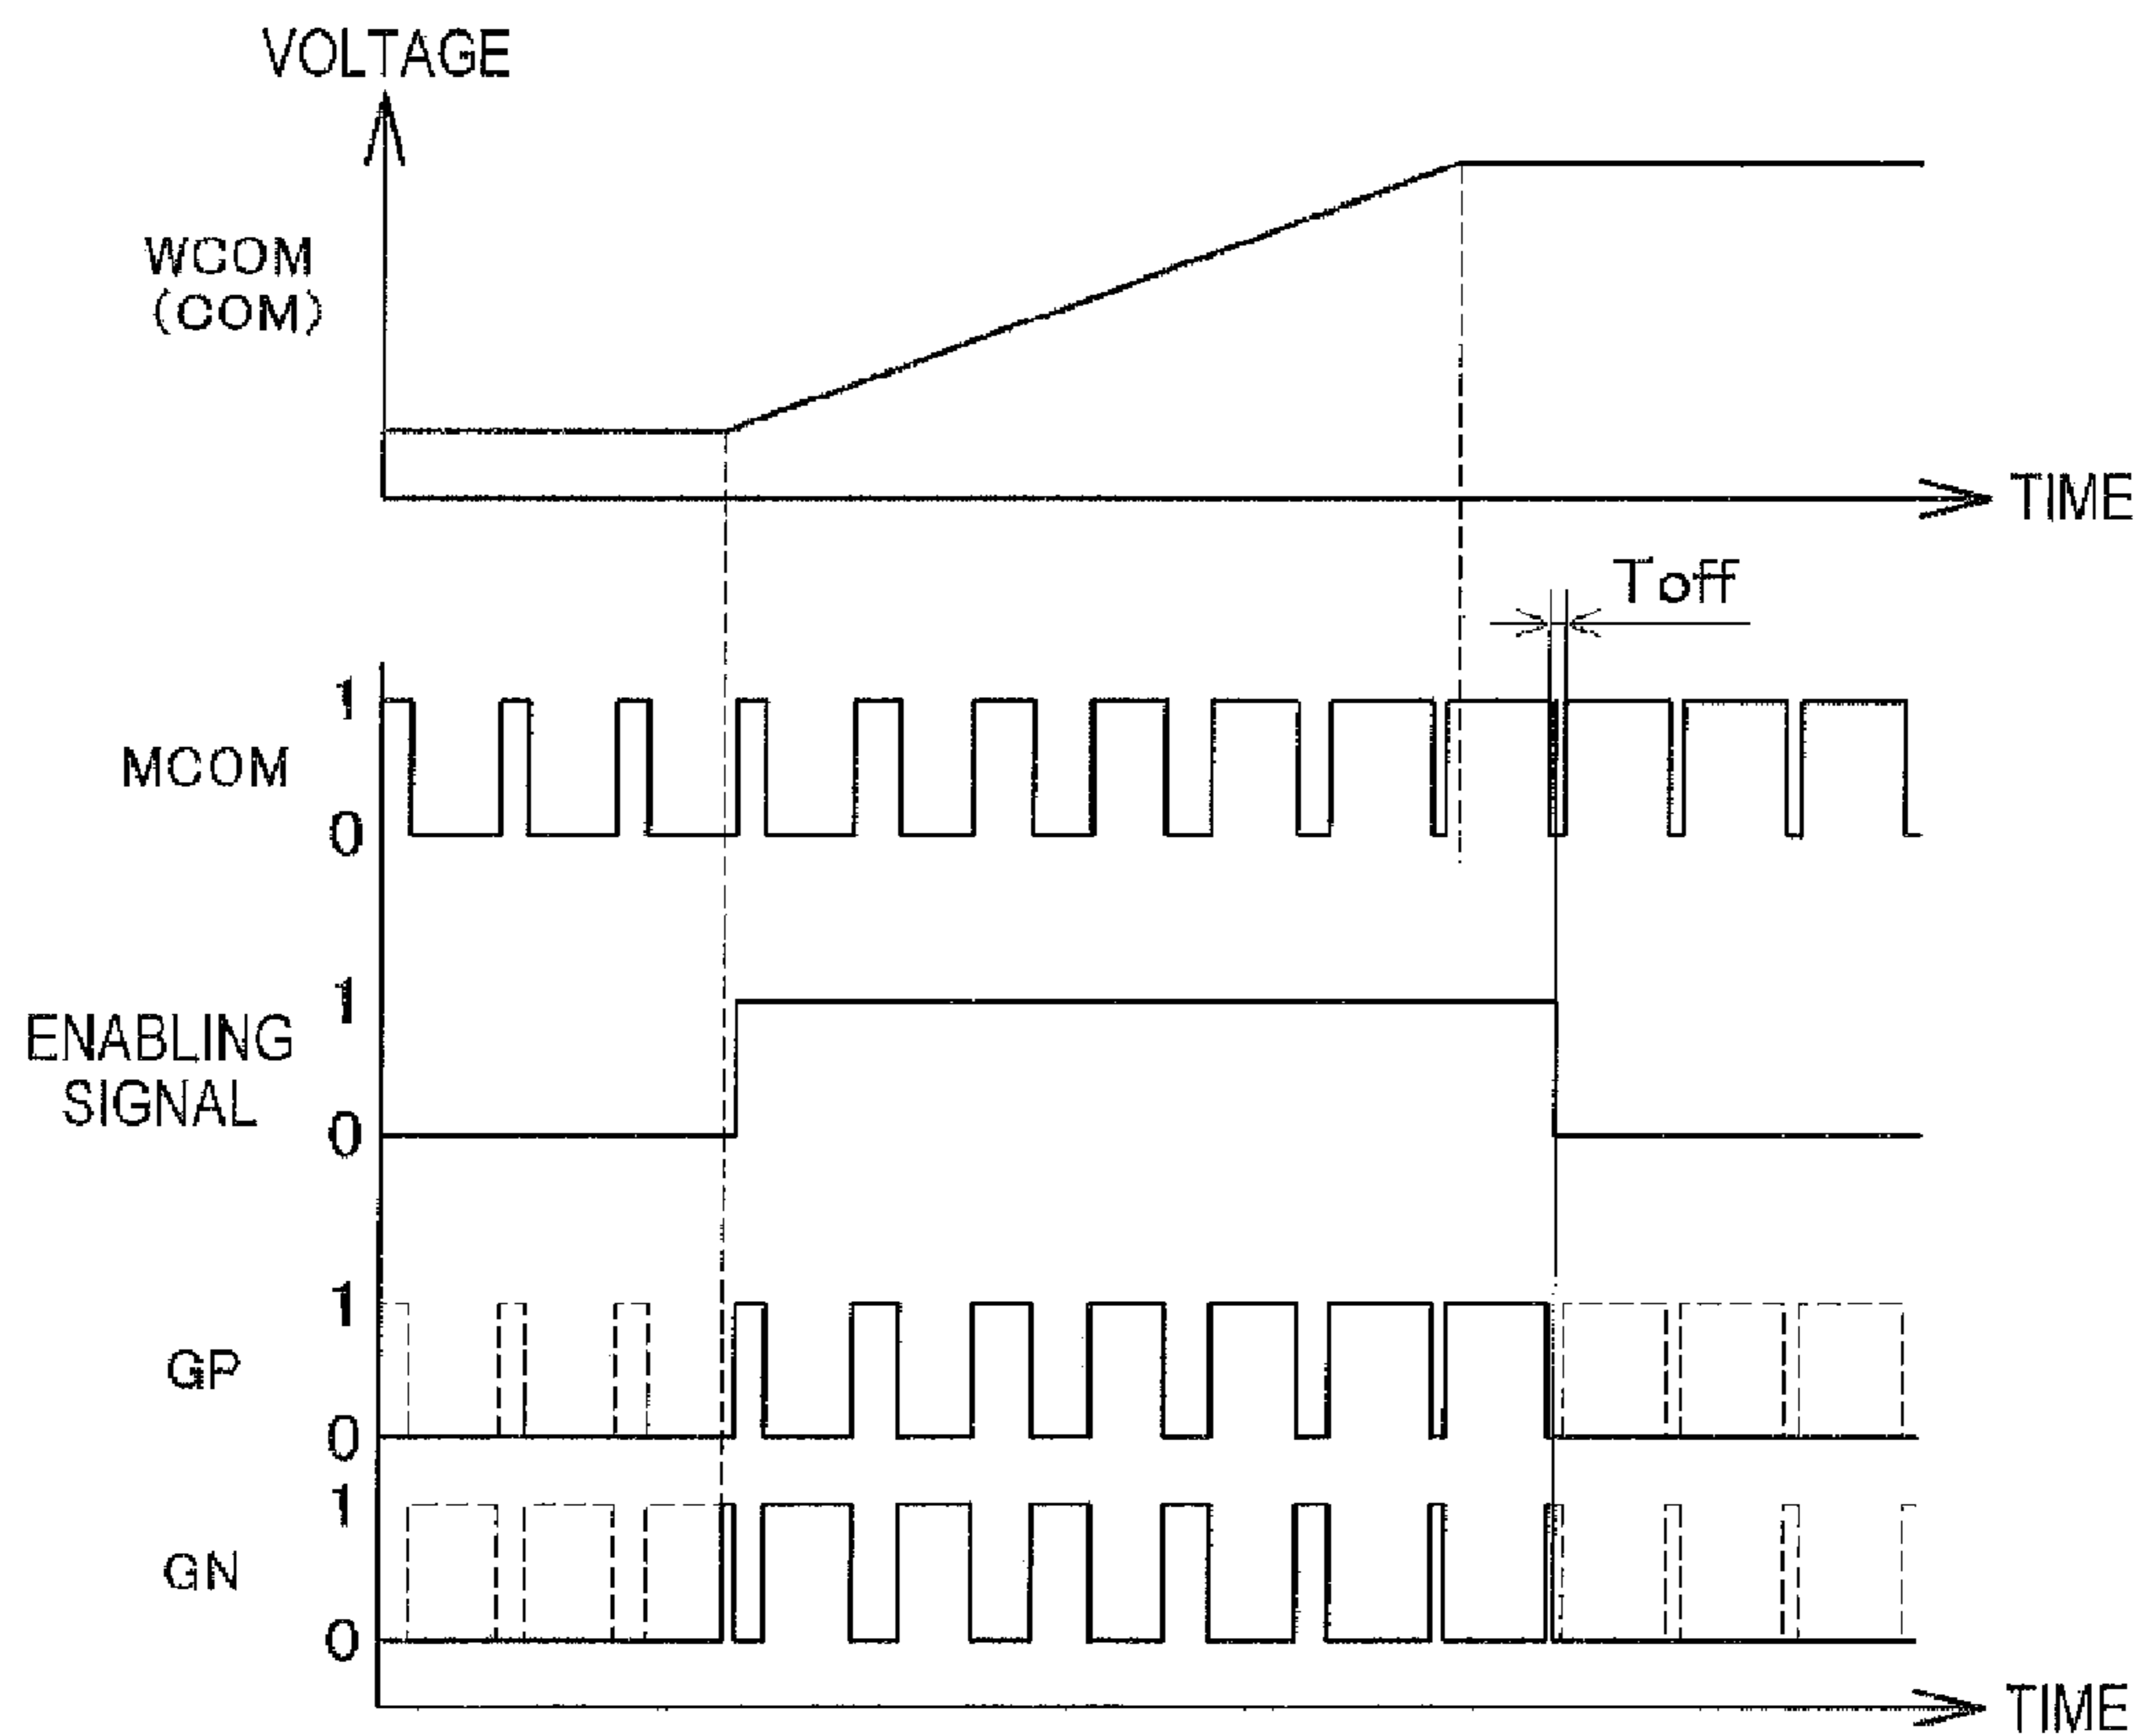 VOLTAGE
WCOM
(COM)
TIME
Toff
1
MCOM
0
1
ENABLING
SIGNAL
0
1
GP
0
1
GN
0
TIME